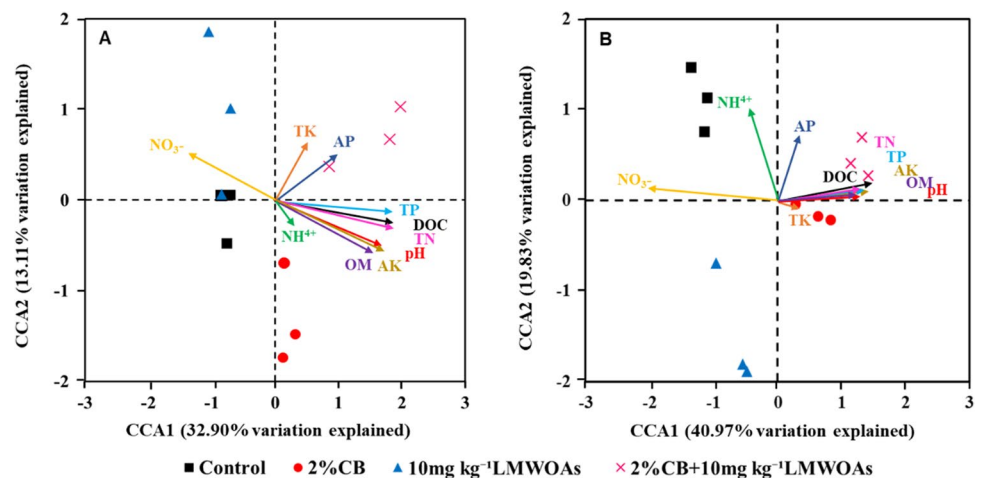 A
B
CCA2 (13.11% variation explained)
2
1
0
-1
-2
-3
-2
-1
0
1
2
3
NO₃⁻
TK
AP
TP
DOC
TN
pH
NH⁴⁺
OM
AK
CCA1 (32.90% variation explained)
CCA2 (19.83% variation explained)
2
1
0
-1
-2
-3
-2
-1
0
1
2
3
NH⁴⁺
AP
TN
TP
DOC
AK
OM
pH
NO₃⁻
TK
CCA1 (40.97% variation explained)
Control 2%CB 10mg kg⁻¹LMWOAs 2%CB+10mg kg⁻¹LMWOAs